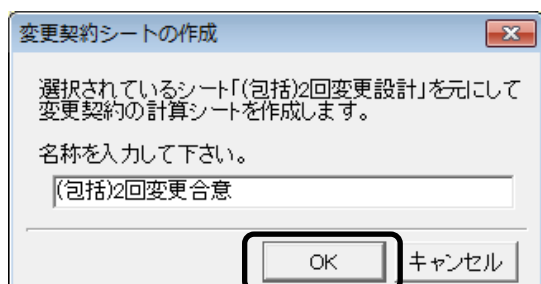 変更契約シートの作成
選択されているシート「(包括)2回変更設計」を元にして
変更契約の計算シートを作成します。
名称を入力して下さい。
(包括)2回変更合意
OK
キャンセル